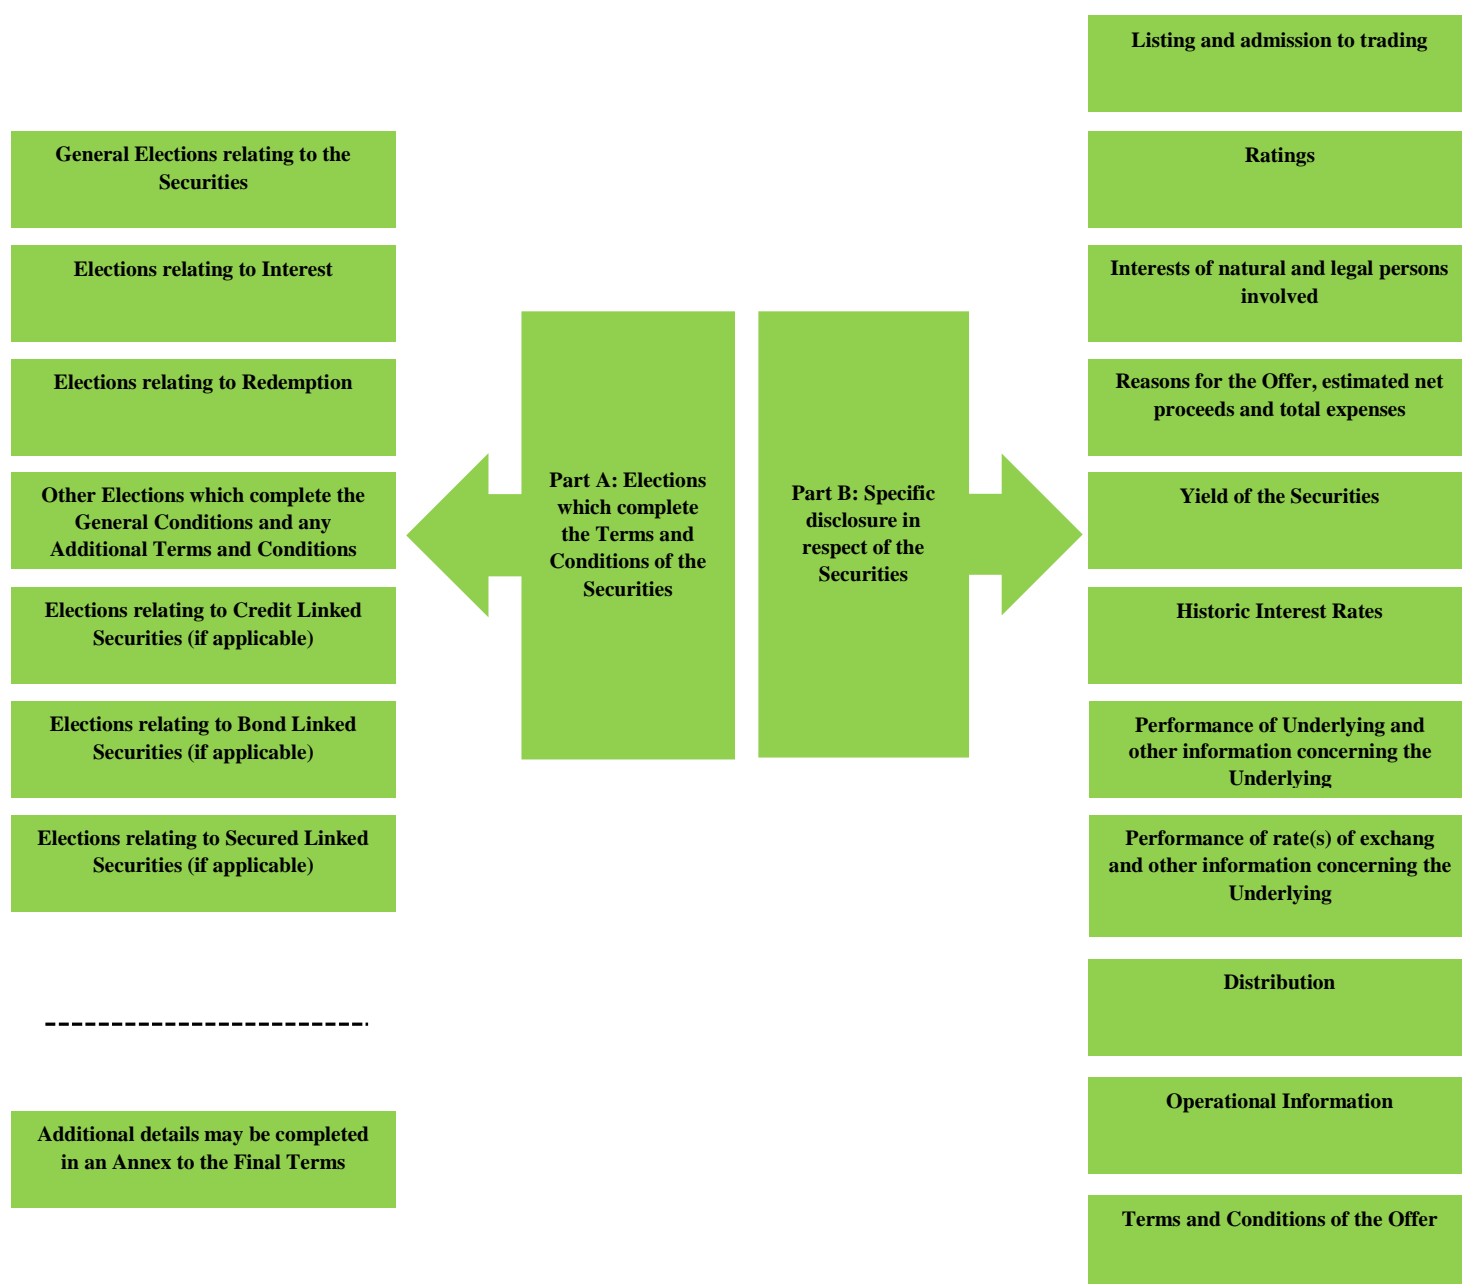 General Elections relating to the
Securities
Elections relating to Interest
Elections relating to Redemption
Other Elections which complete the
General Conditions and any
Additional Terms and Conditions
Elections relating to Credit Linked
Securities (if applicable)
Elections relating to Bond Linked
Securities (if applicable)
Elections relating to Secured Linked
Securities (if applicable)
Additional details may be completed
in an Annex to the Final Terms
Part A: Elections
which complete
the Terms and
Conditions of the
Securities
Part B: Specific
disclosure in
respect of the
Securities
Listing and admission to trading
Ratings
Interests of natural and legal persons
involved
Reasons for the Offer, estimated net
proceeds and total expenses
Yield of the Securities
Historic Interest Rates
Performance of Underlying and
other information concerning the
Underlying
Performance of rate(s) of exchang
and other information concerning the
Underlying
Distribution
Operational Information
Terms and Conditions of the Offer